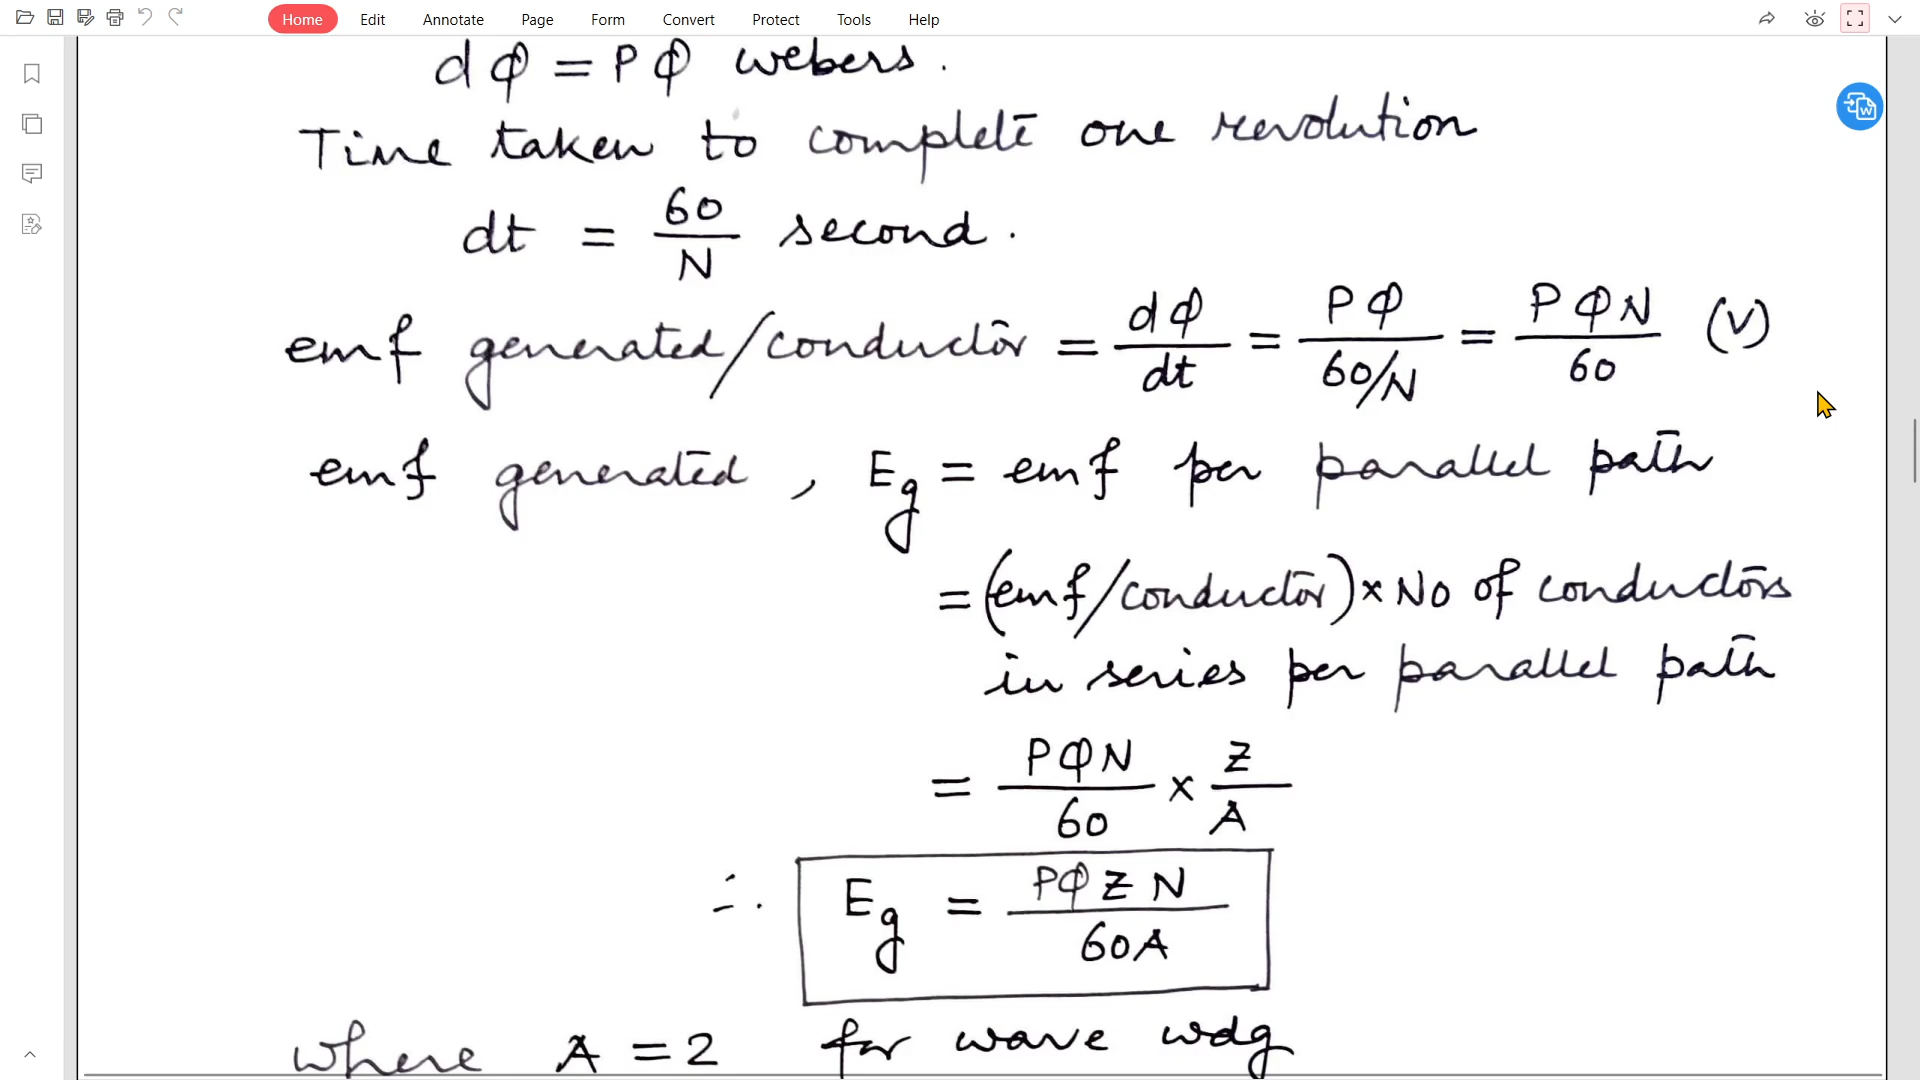 Home Edit Annotate Page Form Convert Protect Tools Help
dΦ = PΦ webers.
Time taken to complete one revolution
dt = 60/N second.
emf generated/conductor = dΦ/dt = PΦ/(60/N) = PΦN/60 (V)
emf generated, Eg = emf per parallel path
= (emf/conductor) × No of conductors
in series per parallel path
= PΦN/60 × Z/A
∴ Eg = PΦZN/60A
where A = 2 for wave wdg